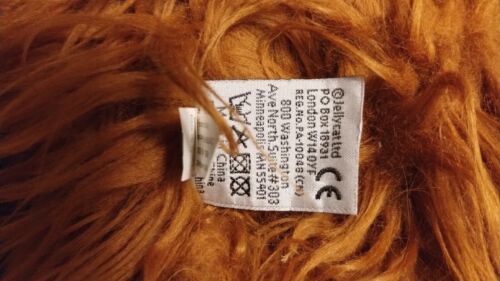 ©Jellycat Ltd
PO BOX 18931
London W14 0YF
REG.No.PA-10048(CN)
CE
800 Washington
Ave North, Suite #303
Minneapolis MN 55401
China